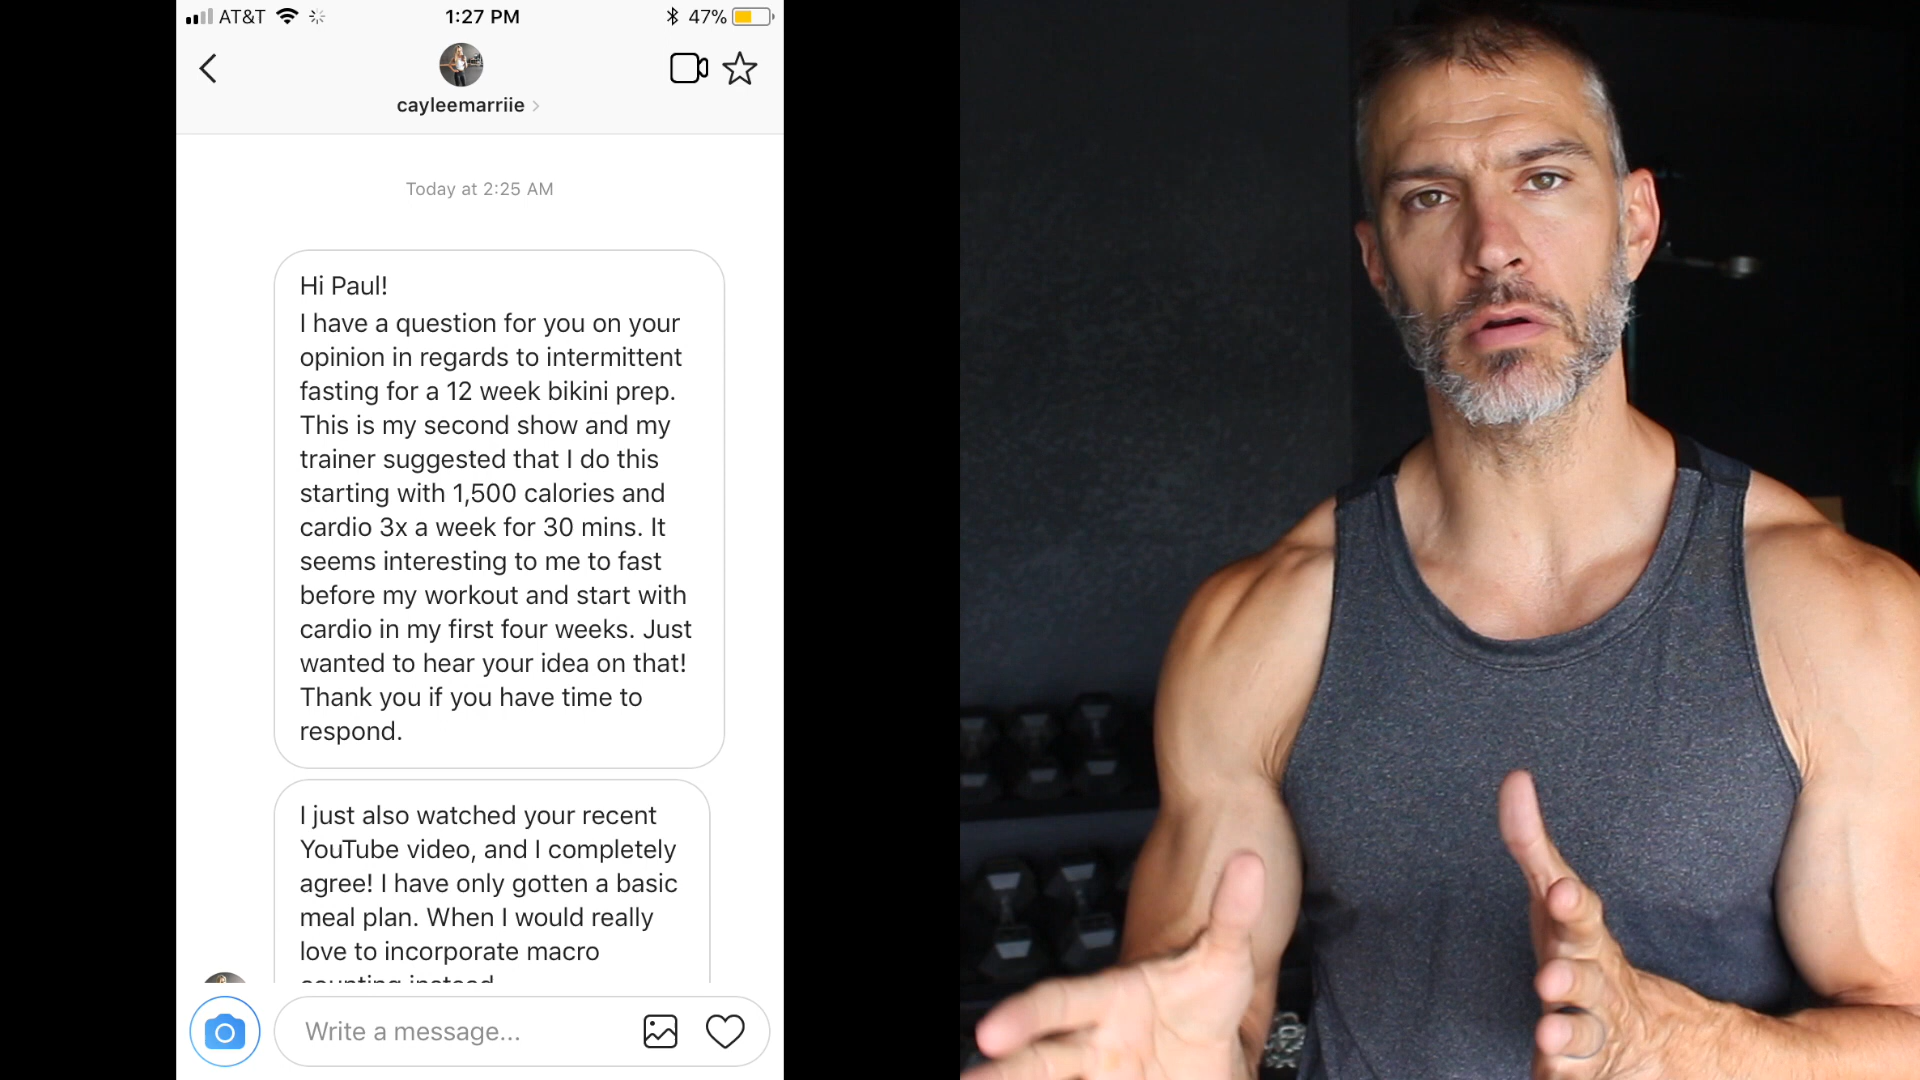 AT&T 1:27 PM 47%
cayleemarriie
Today at 2:25 AM
Hi Paul!
I have a question for you on your
opinion in regards to intermittent
fasting for a 12 week bikini prep.
This is my second show and my
trainer suggested that I do this
starting with 1,500 calories and
cardio 3x a week for 30 mins. It
seems interesting to me to fast
before my workout and start with
cardio in my first four weeks. Just
wanted to hear your idea on that!
Thank you if you have time to
respond.
I just also watched your recent
YouTube video, and I completely
agree! I have only gotten a basic
meal plan. When I would really
love to incorporate macro
counting instead
Write a message...